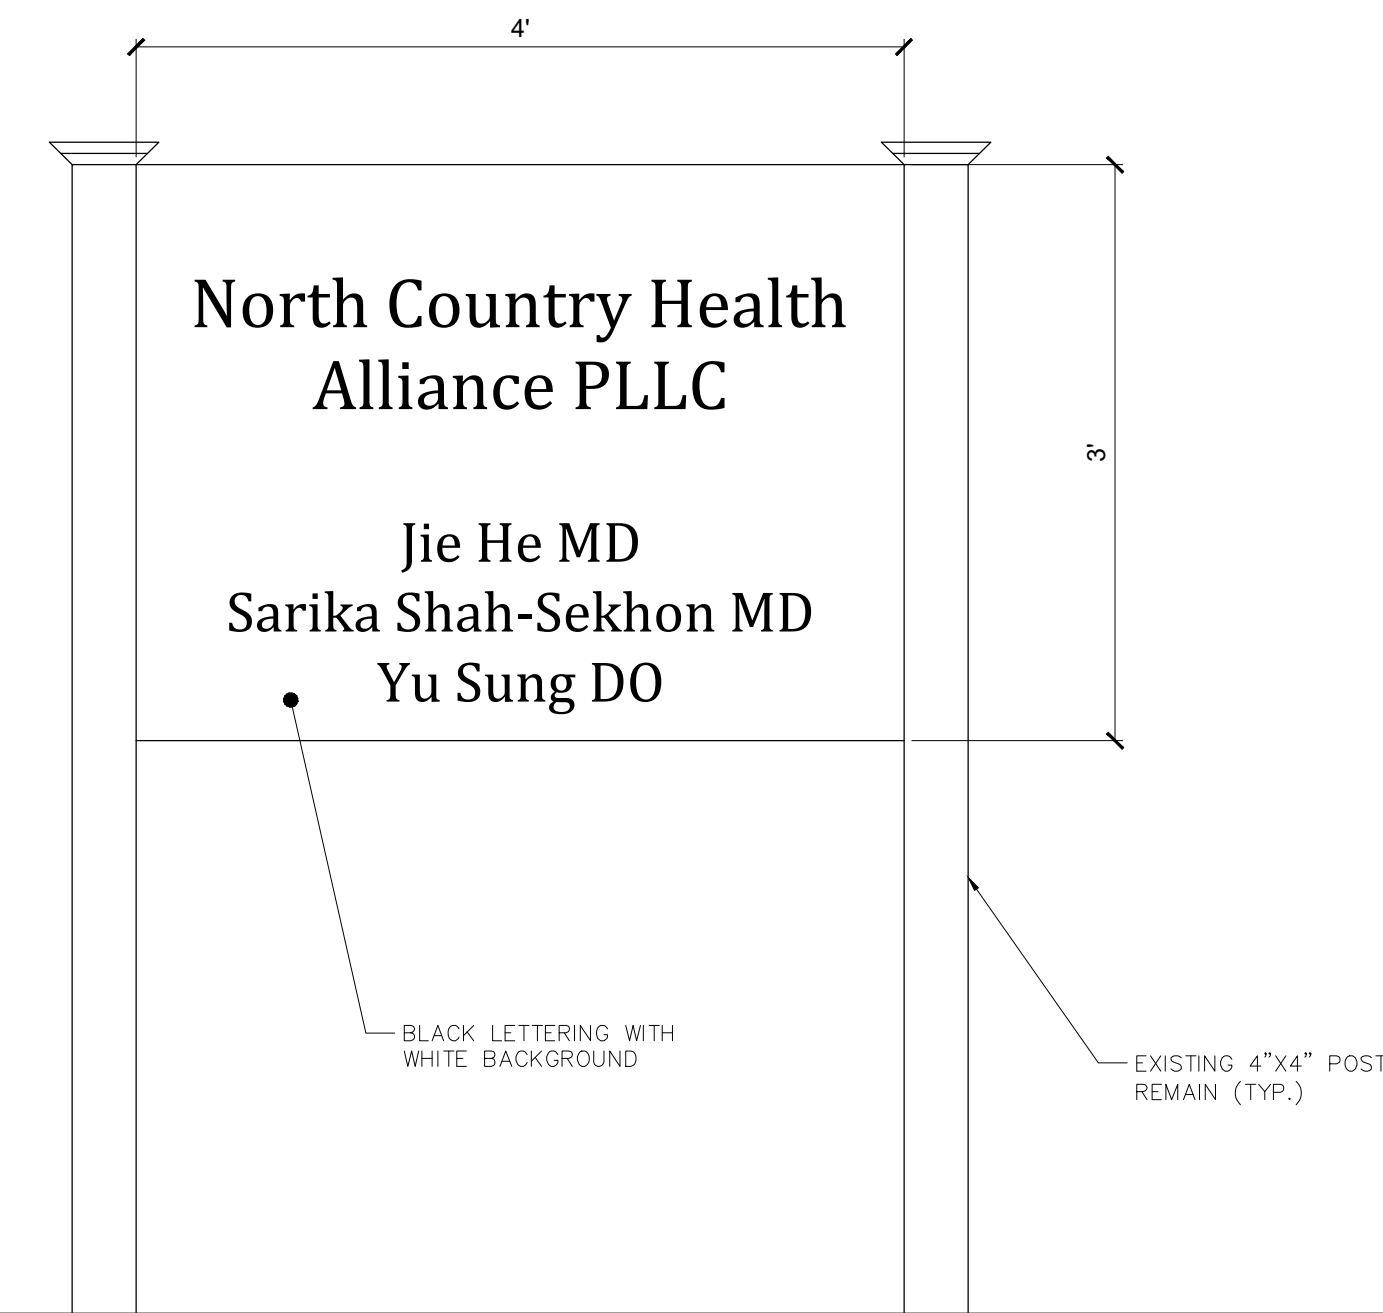 4'
North Country Health
Alliance PLLC
3'
Jie He MD
Sarika Shah-Sekhon MD
Yu Sung DO
BLACK LETTERING WITH
WHITE BACKGROUND
EXISTING 4"X4" POST
REMAIN (TYP.)